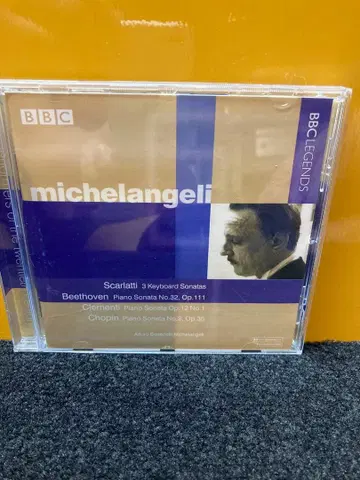 BBC
BBC LEGENDS
michelangeli
Scarlatti 3 Keyboard Sonatas
Beethoven Piano Sonata No.32, Op.111
Clementi Piano Sonata Op.12 No.1
Chopin Piano Sonata No.2, Op.35
Arturo Benedetti Michelangeli